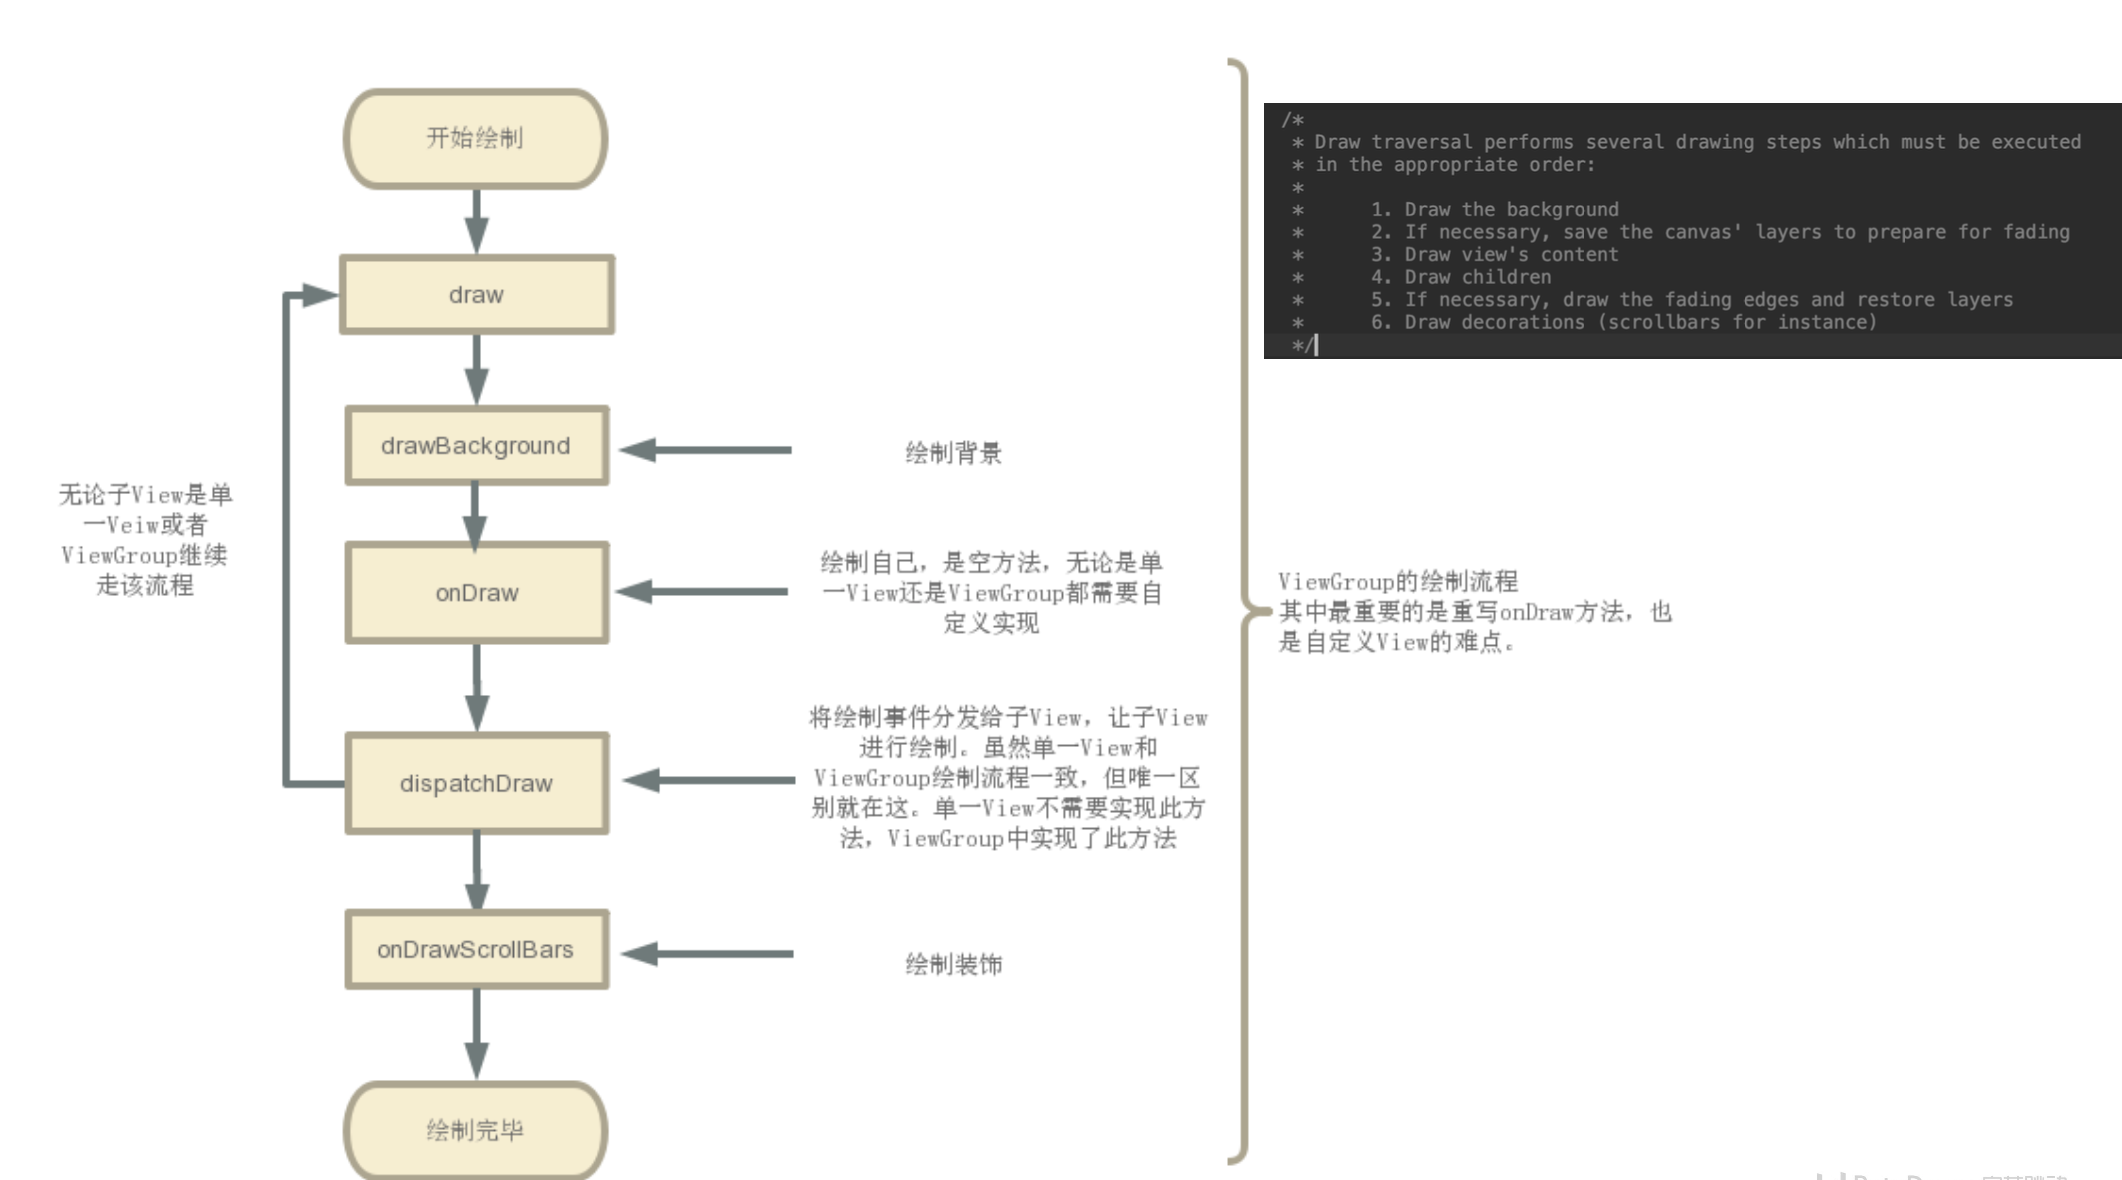 开始绘制
draw
drawBackground
绘制背景
无论子View是单
一Veiw或者
ViewGroup继续
走该流程
onDraw
绘制自己，是空方法，无论是单
一View还是ViewGroup都需要自
定义实现
dispatchDraw
将绘制事件分发给子View，让子View
进行绘制。虽然单一View和
ViewGroup绘制流程一致，但唯一区
别就在这。单一View不需要实现此方
法，ViewGroup中实现了此方法
onDrawScrollBars
绘制装饰
绘制完毕
/*
* Draw traversal performs several drawing steps which must be executed
* in the appropriate order:
*
*      1. Draw the background
*      2. If necessary, save the canvas' layers to prepare for fading
*      3. Draw view's content
*      4. Draw children
*      5. If necessary, draw the fading edges and restore layers
*      6. Draw decorations (scrollbars for instance)
*/
ViewGroup的绘制流程
其中最重要的是重写onDraw方法，也
是自定义View的难点。